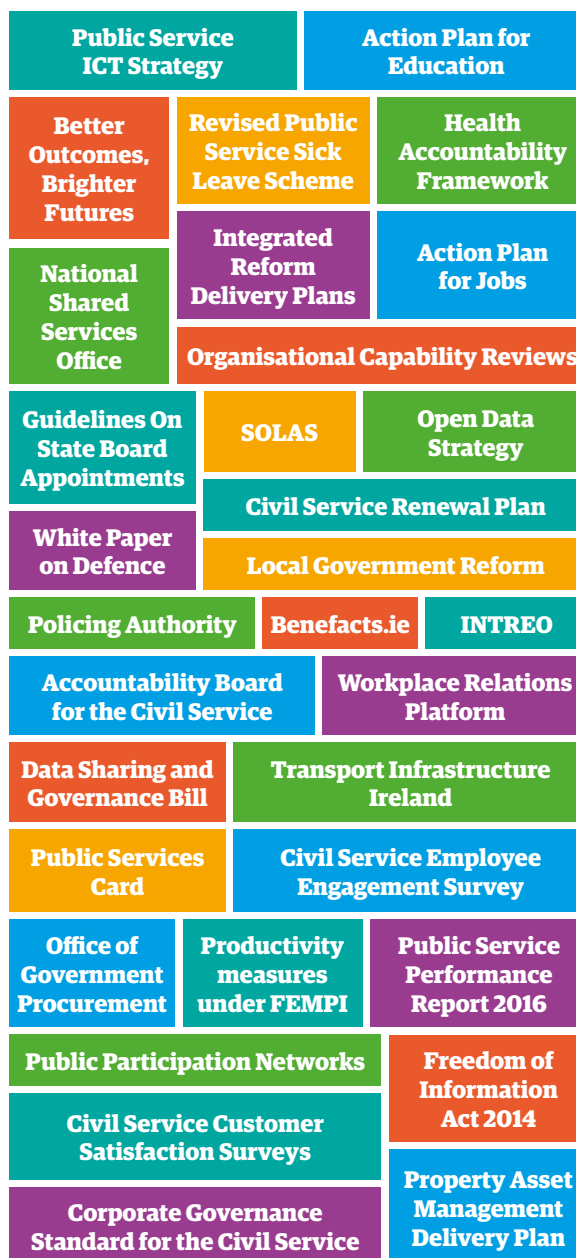 Public Service
ICT Strategy
Action Plan for
Education
Better
Outcomes,
Brighter
Futures
Revised Public
Service Sick
Leave Scheme
Health
Accountability
Framework
Integrated
Reform
Delivery Plans
Action Plan
for Jobs
National
Shared
Services
Office
Organisational Capability Reviews
Guidelines On
State Board
Appointments
SOLAS
Open Data
Strategy
Civil Service Renewal Plan
White Paper
on Defence
Local Government Reform
Policing Authority
Benefacts.ie
INTREO
Accountability Board
for the Civil Service
Workplace Relations
Platform
Data Sharing and
Governance Bill
Transport Infrastructure
Ireland
Public Services
Card
Civil Service Employee
Engagement Survey
Office of
Government
Procurement
Productivity
measures
under FEMPI
Public Service
Performance
Report 2016
Public Participation Networks
Freedom of
Information
Act 2014
Civil Service Customer
Satisfaction Surveys
Property Asset
Management
Delivery Plan
Corporate Governance
Standard for the Civil Service